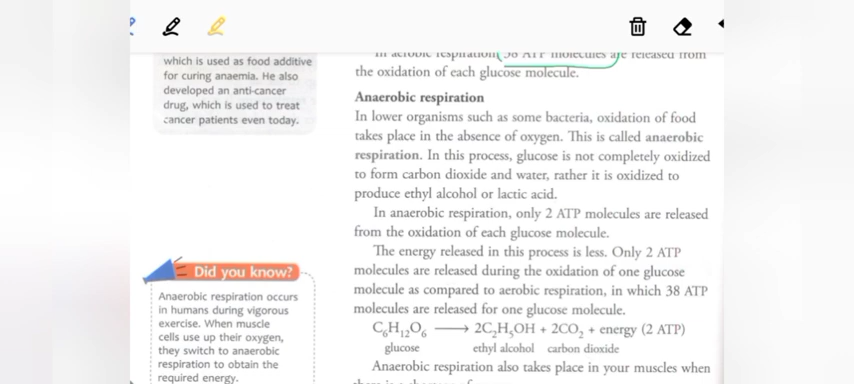 which is used as food additive
for curing anaemia. He also
developed an anti-cancer
drug, which is used to treat
cancer patients even today.
In aerobic respiration 38 ATP molecules are released from
the oxidation of each glucose molecule.
Anaerobic respiration
In lower organisms such as some bacteria, oxidation of food
takes place in the absence of oxygen. This is called anaerobic
respiration. In this process, glucose is not completely oxidized
to form carbon dioxide and water, rather it is oxidized to
produce ethyl alcohol or lactic acid.
In anaerobic respiration, only 2 ATP molecules are released
from the oxidation of each glucose molecule.
The energy released in this process is less. Only 2 ATP
molecules are released during the oxidation of one glucose
molecule as compared to aerobic respiration, in which 38 ATP
molecules are released for one glucose molecule.
C₆H₁₂O₆ ⟶ 2C₂H₅OH + 2CO₂ + energy (2 ATP)
glucose ethyl alcohol carbon dioxide
Anaerobic respiration also takes place in your muscles when
Did you know?
Anaerobic respiration occurs
in humans during vigorous
exercise. When muscle
cells use up their oxygen,
they switch to anaerobic
respiration to obtain the
required energy.